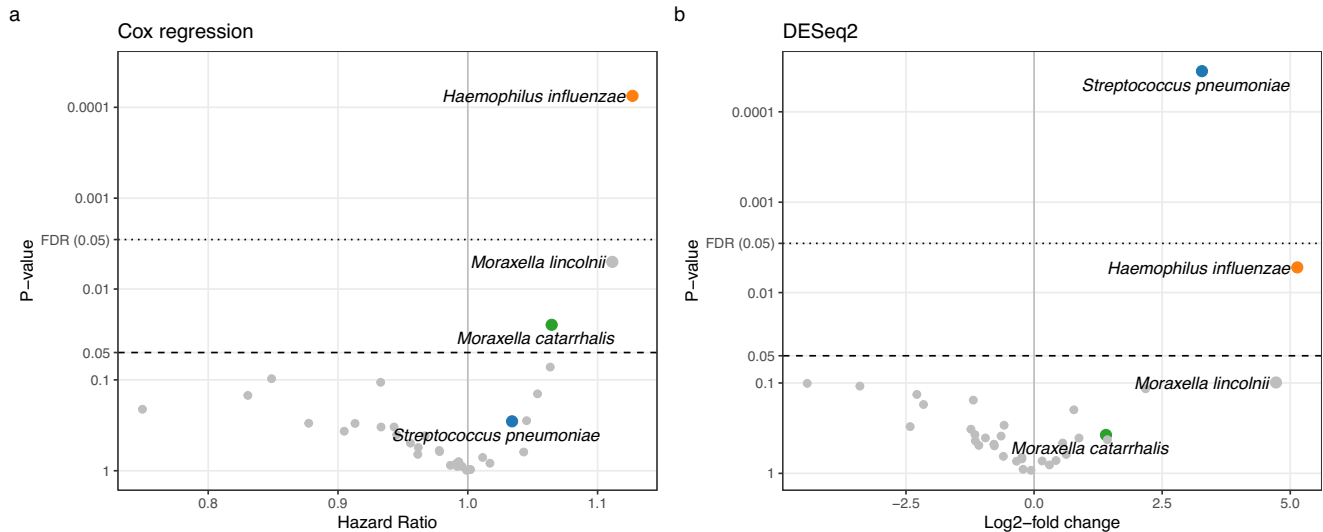 a
Cox regression
Haemophilus influenzae
0.0001
0.001
FDR (0.05)
Moraxella lincolnii
0.01
Moraxella catarrhalis
0.05
0.1
Streptococcus pneumoniae
1
P−value
0.8
0.9
1.0
1.1
Hazard Ratio
b
DESeq2
Streptococcus pneumoniae
0.0001
0.001
FDR (0.05)
Haemophilus influenzae
0.01
0.05
0.1
Moraxella lincolnii
Moraxella catarrhalis
1
P−value
−2.5
0.0
2.5
5.0
Log2−fold change